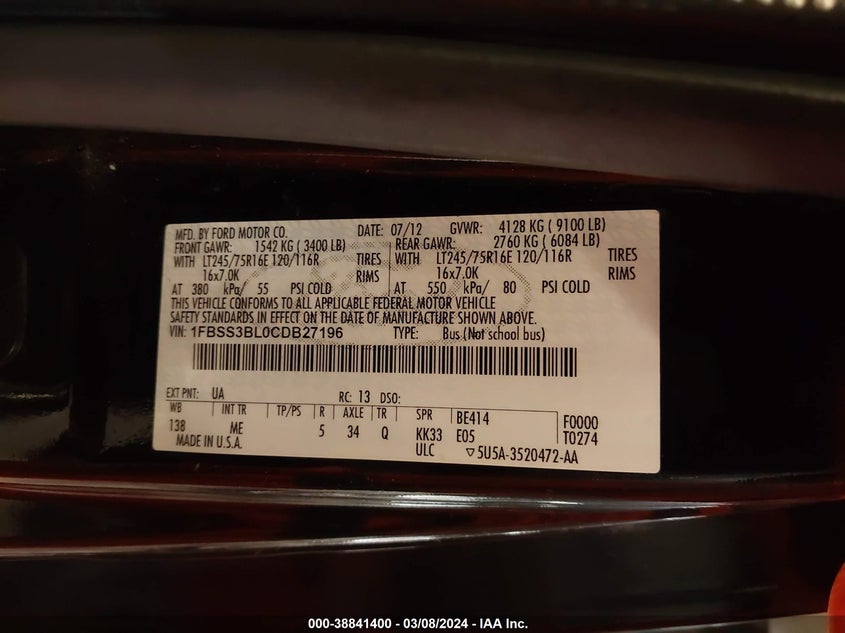 MFD. BY FORD MOTOR CO. DATE: 07/12 GVWR: 4128 KG ( 9100 LB)
FRONT GAWR: 1542 KG ( 3400 LB) REAR GAWR: 2760 KG ( 6084 LB)
WITH LT245/75R16E 120/116R TIRES WITH LT245/75R16E 120/116R TIRES
16x7.0K RIMS 16x7.0K RIMS
AT 380 kPa/ 55 PSI COLD AT 550 kPa/ 80 PSI COLD
THIS VEHICLE CONFORMS TO ALL APPLICABLE FEDERAL MOTOR VEHICLE
SAFETY STANDARDS IN EFFECT ON THE DATE OF MANUFACTURE SHOWN ABOVE.
VIN: 1FBSS3BL0CDB27196 TYPE: Bus (Not school bus)
EXT PNT: UA RC: 13 DSO:
WB INT TR TP/PS R AXLE TR SPR BE414 F0000
138 ME 5 34 Q KK33 E05 T0274
MADE IN U.S.A. ULC ▽5U5A-3520472-AA
000-38841400 - 03/08/2024 - IAA Inc.